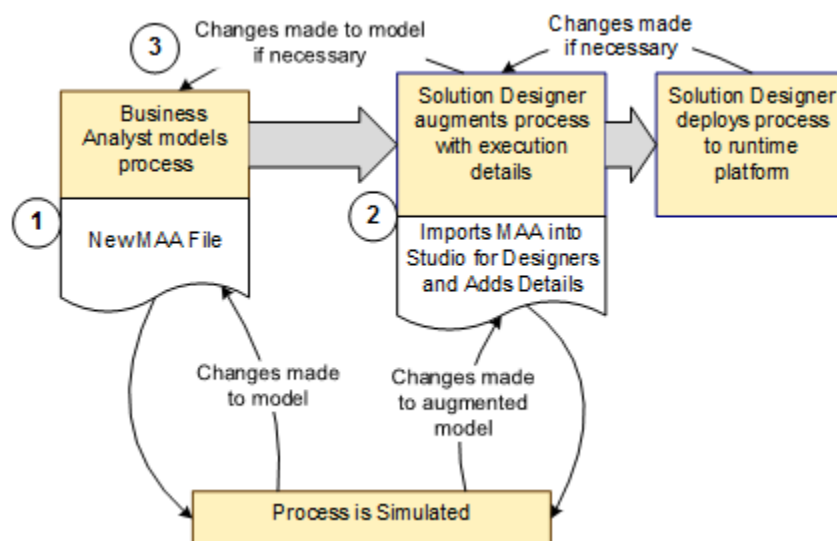 3
Changes made to model
if necessary
Changes made
if necessary
Business
Analyst models
process
Solution Designer
augments process
with execution
details
Solution Designer
deploys process
to runtime
platform
1
New MAA File
2
Imports MAA into
Studio for Designers
and Adds Details
Changes made
to model
Changes made
to augmented
model
Process is Simulated